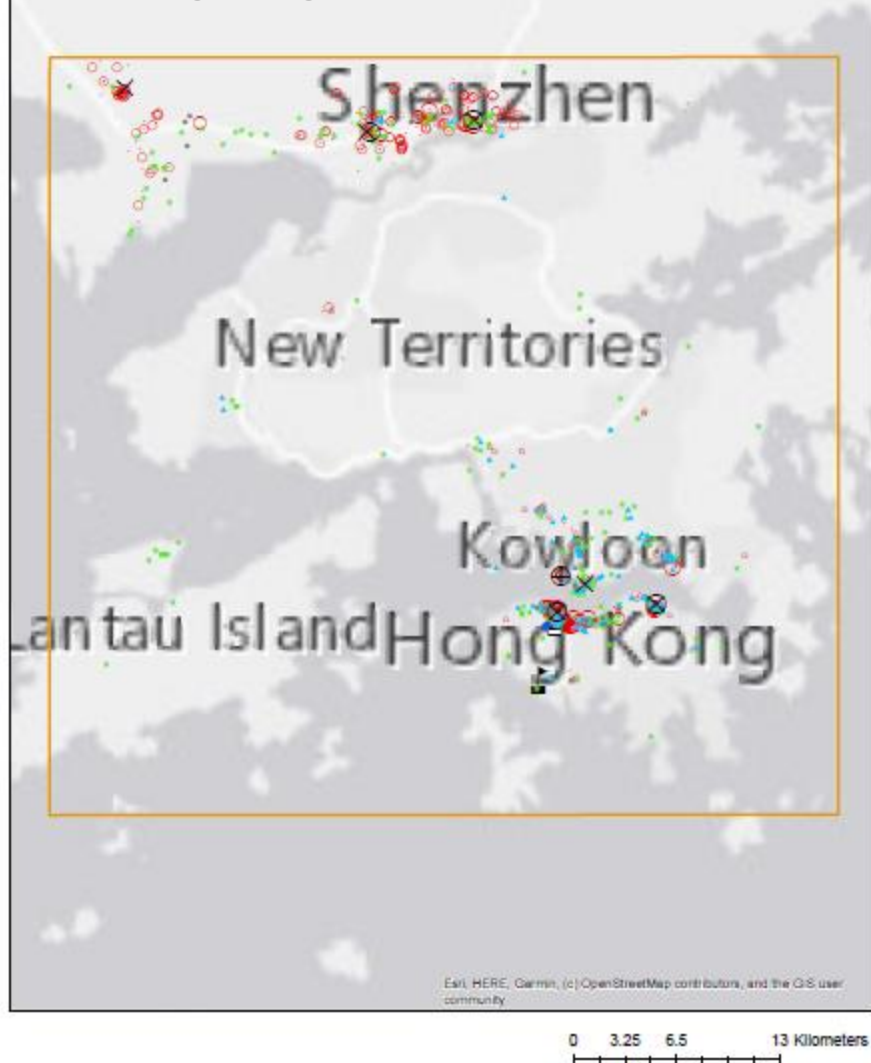 Shenzhen
New Territories
Kowloon
Lantau Island
Hong Kong
Esri, HERE, Garmin, (c) OpenStreetMap contributors, and the GIS user
community
0 3.25 6.5 13 Kilometers